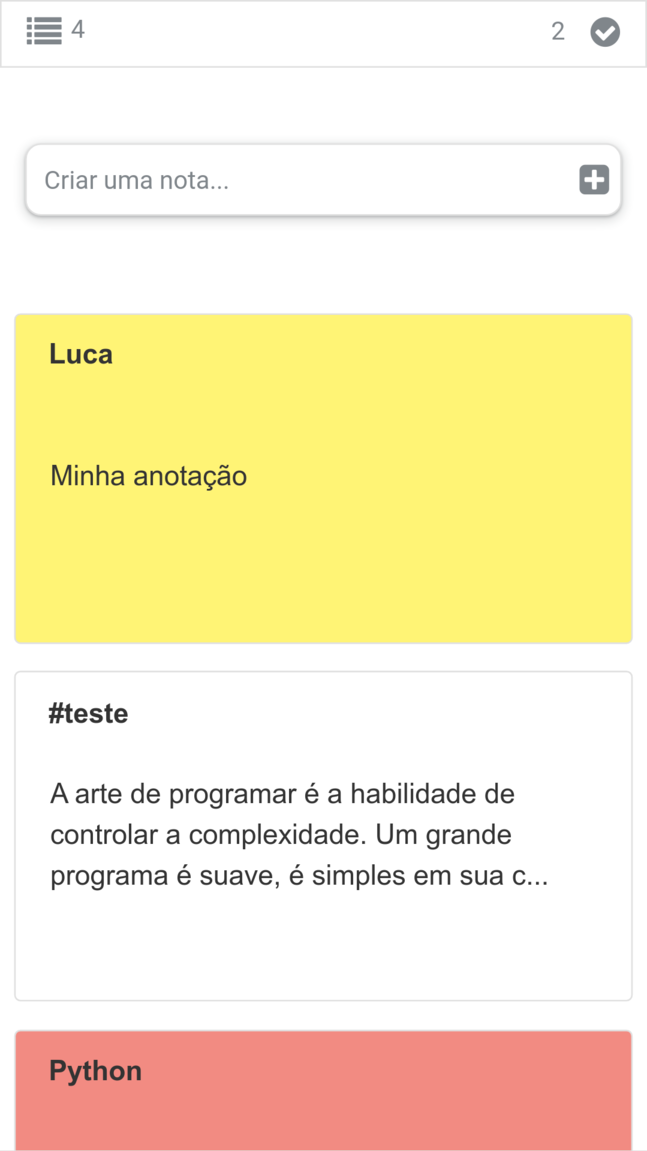 4
2
Criar uma nota...
Luca
Minha anotação
#teste
A arte de programar é a habilidade de
controlar a complexidade. Um grande
programa é suave, é simples em sua c...
Python